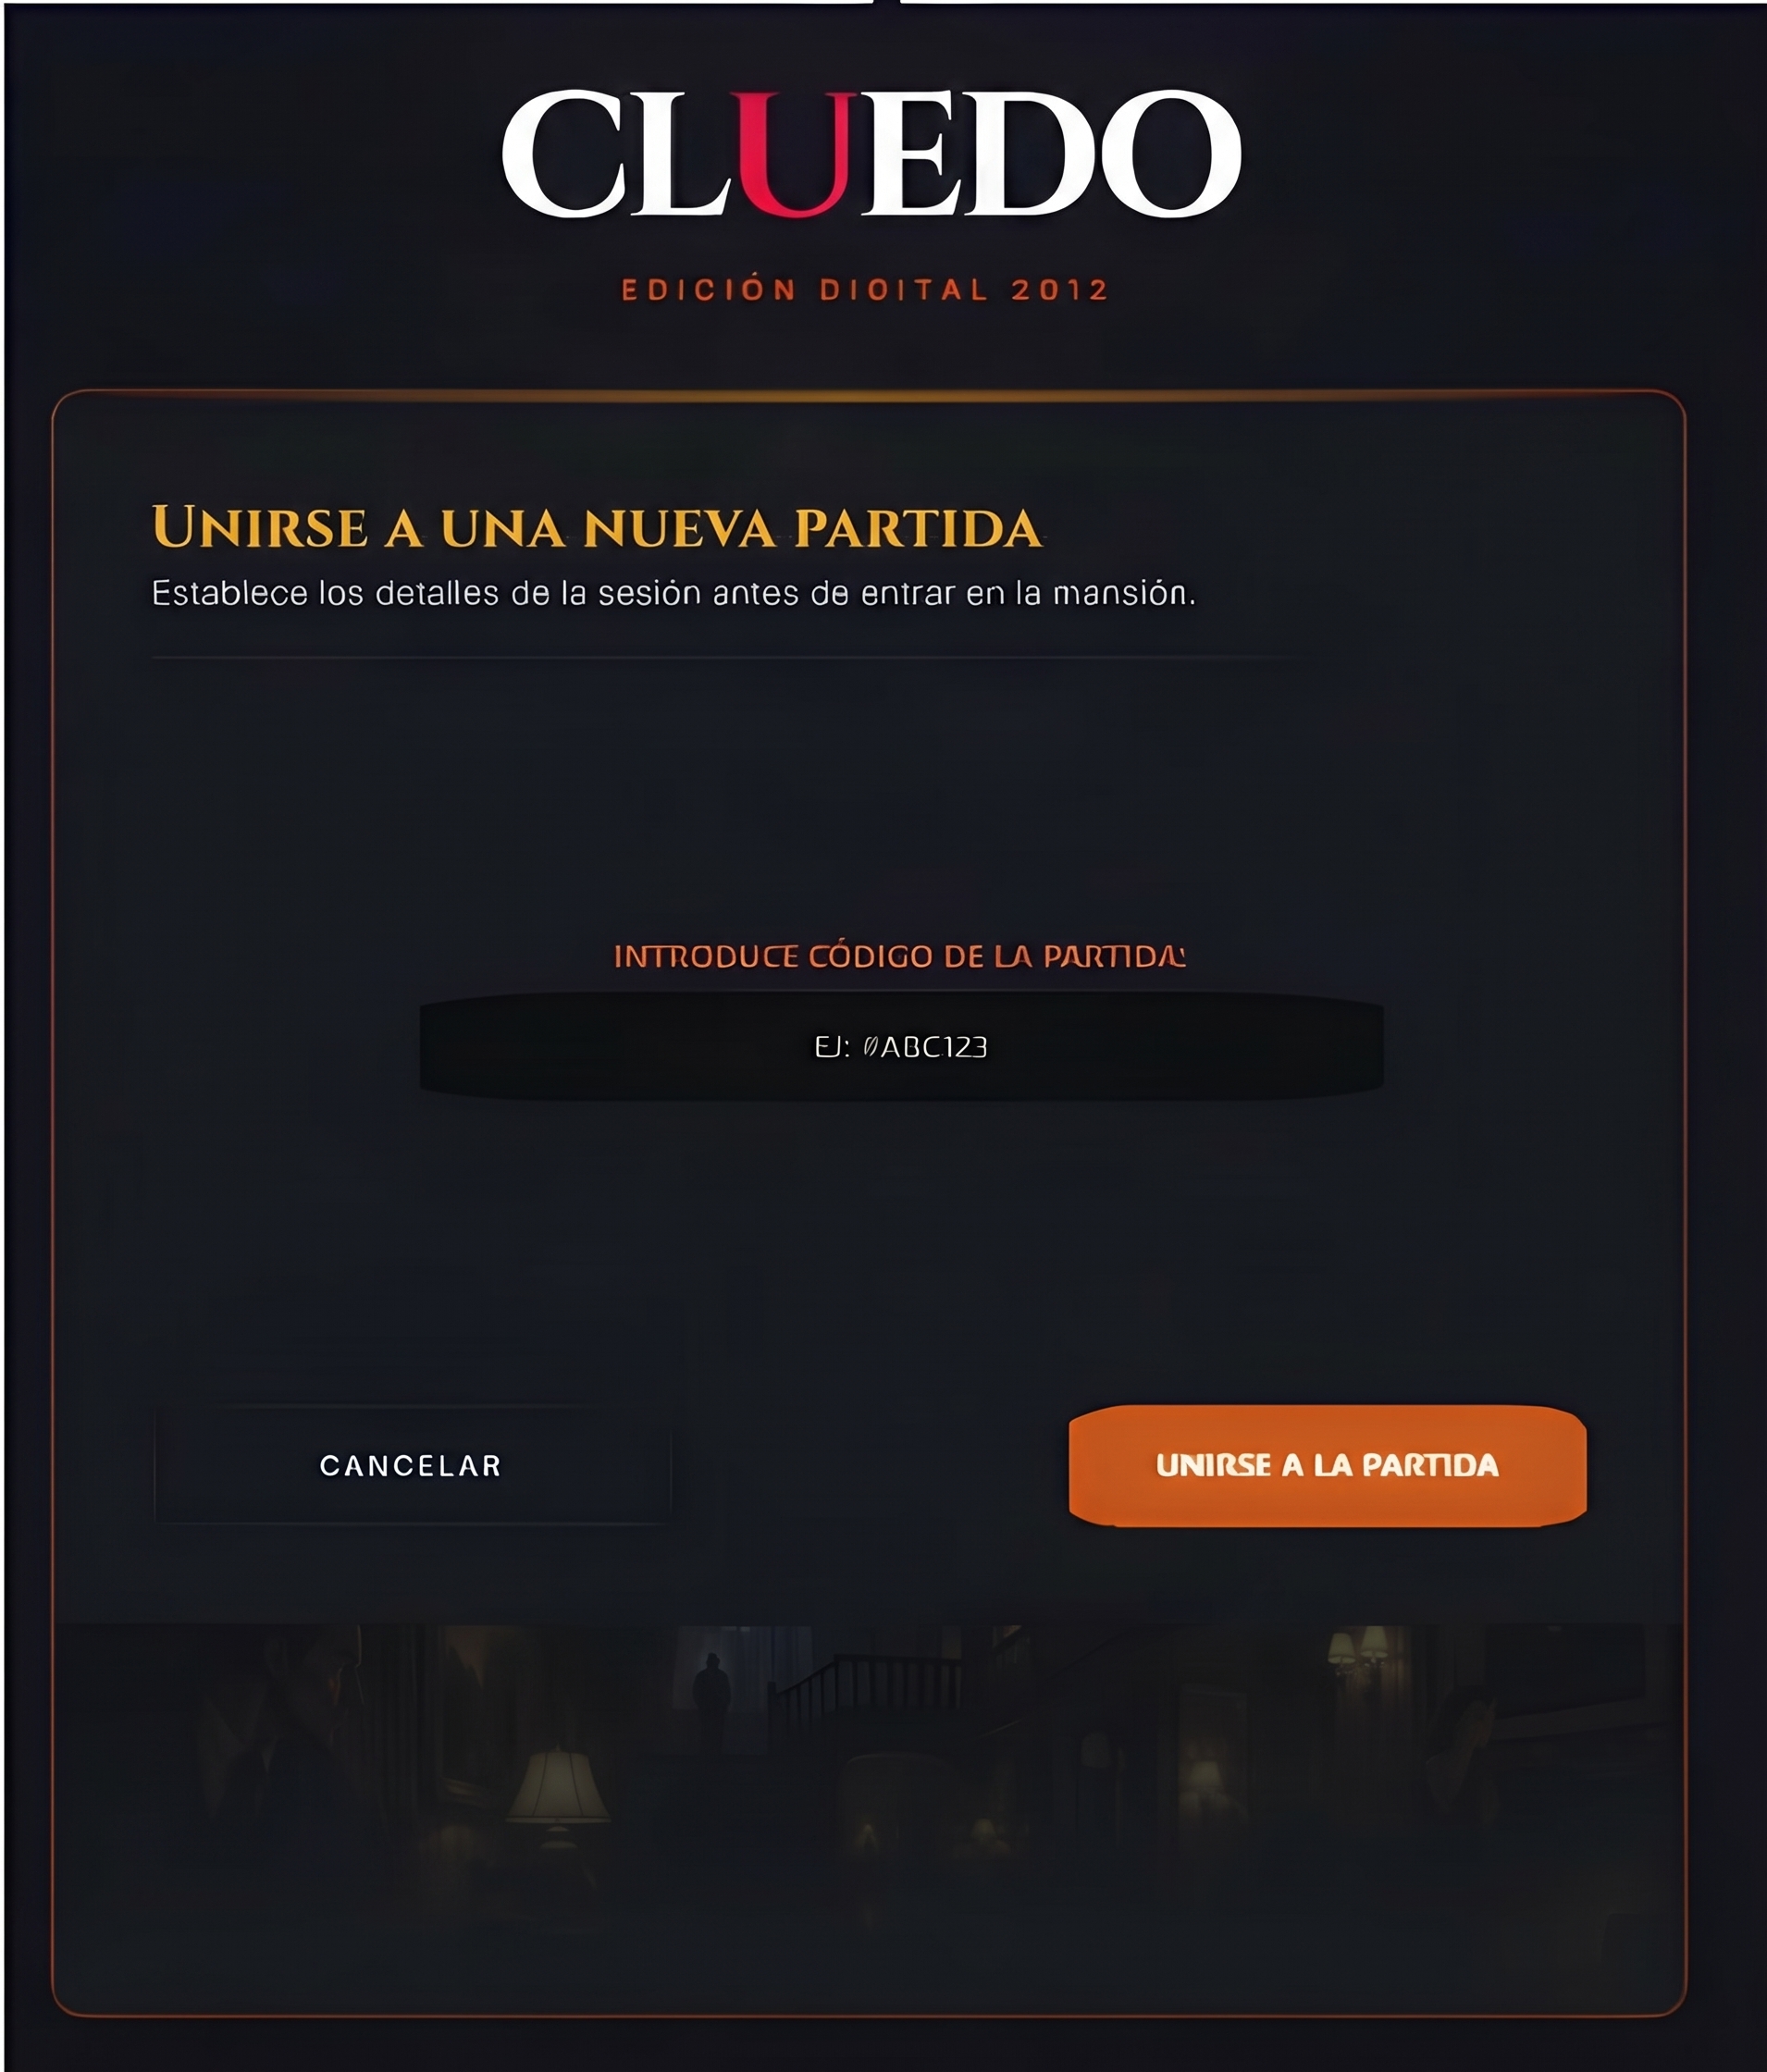 CLUEDO
EDICIÓN DIOITAL 2012
UNIRSE A UNA NUEVA PARTIDA
Establece los detalles de la sesión antes de entrar en la mansión.
INTRODUCE CÓDIGO DE LA PARTIDA:
EJ: 0ABC123
CANCELAR
UNIRSE A LA PARTIDA